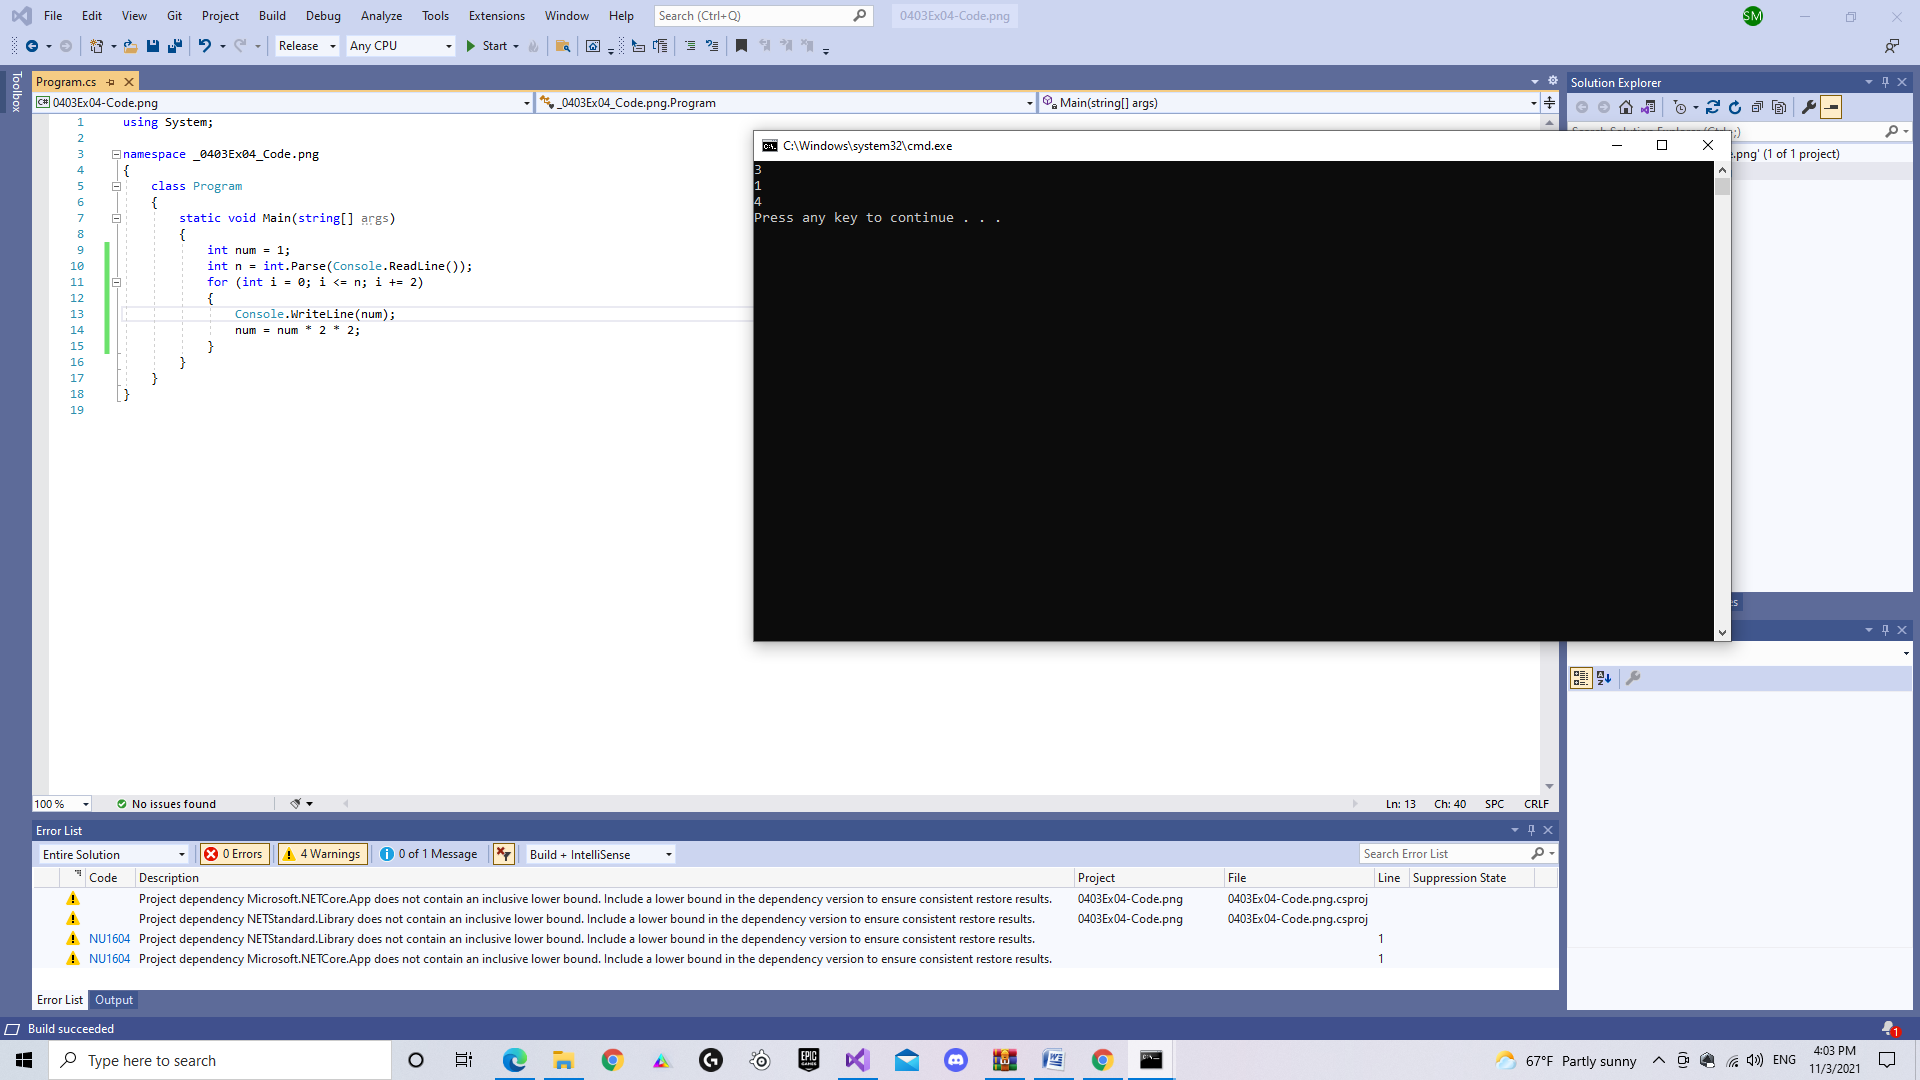 File Edit View Git Project Build Debug Analyze Tools Extensions Window Help Search (Ctrl+Q) 0403Ex04-Code.png SM
Release Any CPU Start
Toolbox
Program.cs
0403Ex04-Code.png _0403Ex04_Code.png.Program Main(string[] args)
1 using System;
2
3 namespace _0403Ex04_Code.png
4 {
5 class Program
6 {
7 static void Main(string[] args)
8 {
9 int num = 1;
10 int n = int.Parse(Console.ReadLine());
11 for (int i = 0; i <= n; i += 2)
12 {
13 Console.WriteLine(num);
14 num = num * 2 * 2;
15 }
16 }
17 }
18 }
19
C:\Windows\system32\cmd.exe
3
1
4
Press any key to continue . . .
Solution Explorer
.png' (1 of 1 project)
100 % No issues found Ln: 13 Ch: 40 SPC CRLF
Error List
Entire Solution 0 Errors 4 Warnings 0 of 1 Message Build + IntelliSense Search Error List
Code Description Project File Line Suppression State
Project dependency Microsoft.NETCore.App does not contain an inclusive lower bound. Include a lower bound in the dependency version to ensure consistent restore results. 0403Ex04-Code.png 0403Ex04-Code.png.csproj
Project dependency NETStandard.Library does not contain an inclusive lower bound. Include a lower bound in the dependency version to ensure consistent restore results. 0403Ex04-Code.png 0403Ex04-Code.png.csproj
NU1604 Project dependency NETStandard.Library does not contain an inclusive lower bound. Include a lower bound in the dependency version to ensure consistent restore results. 1
NU1604 Project dependency Microsoft.NETCore.App does not contain an inclusive lower bound. Include a lower bound in the dependency version to ensure consistent restore results. 1
Error List Output
Build succeeded 1
Type here to search EPIC GAMES 67°F Partly sunny ENG 4:03 PM
11/3/2021